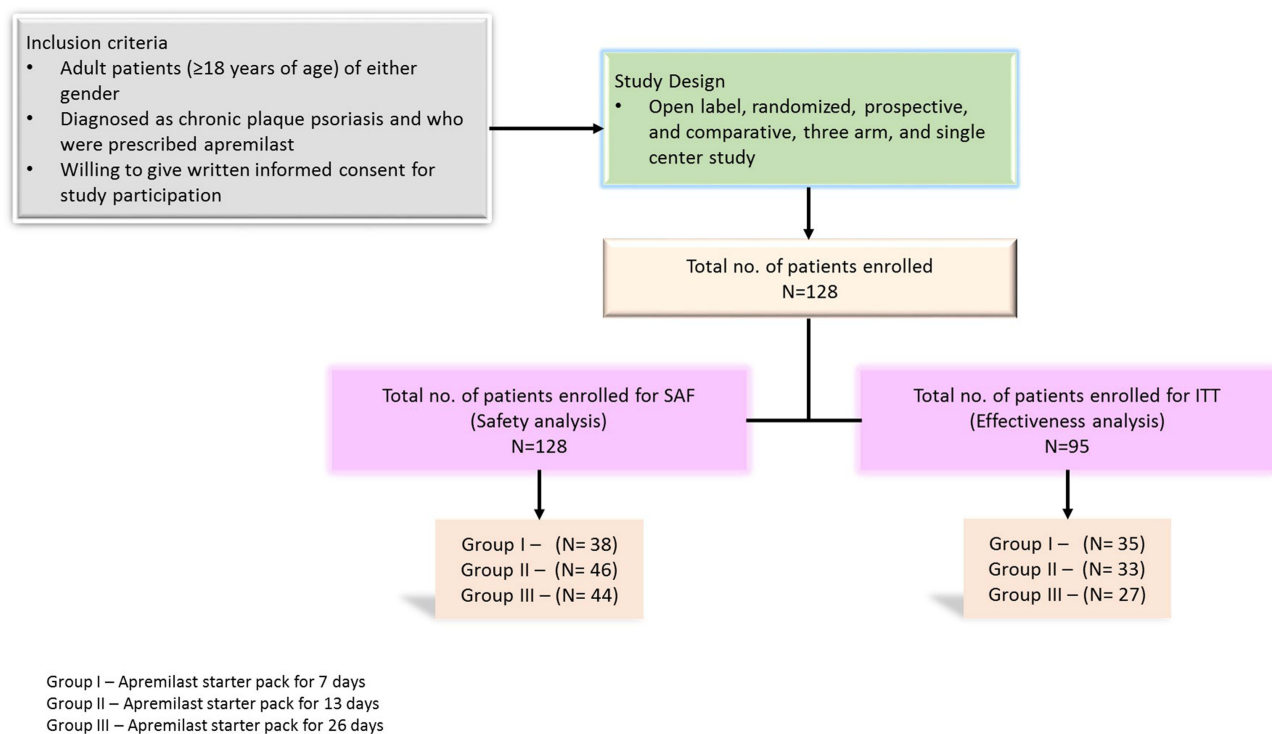 Inclusion criteria
• Adult patients (≥18 years of age) of either
gender
• Diagnosed as chronic plaque psoriasis and who
were prescribed apremilast
• Willing to give written informed consent for
study participation
Study Design
• Open label, randomized, prospective,
and comparative, three arm, and single
center study
Total no. of patients enrolled
N=128
Total no. of patients enrolled for SAF
(Safety analysis)
N=128
Total no. of patients enrolled for ITT
(Effectiveness analysis)
N=95
Group I – (N= 38)
Group II – (N= 46)
Group III – (N= 44)
Group I – (N= 35)
Group II – (N= 33)
Group III – (N= 27)
Group I – Apremilast starter pack for 7 days
Group II – Apremilast starter pack for 13 days
Group III – Apremilast starter pack for 26 days